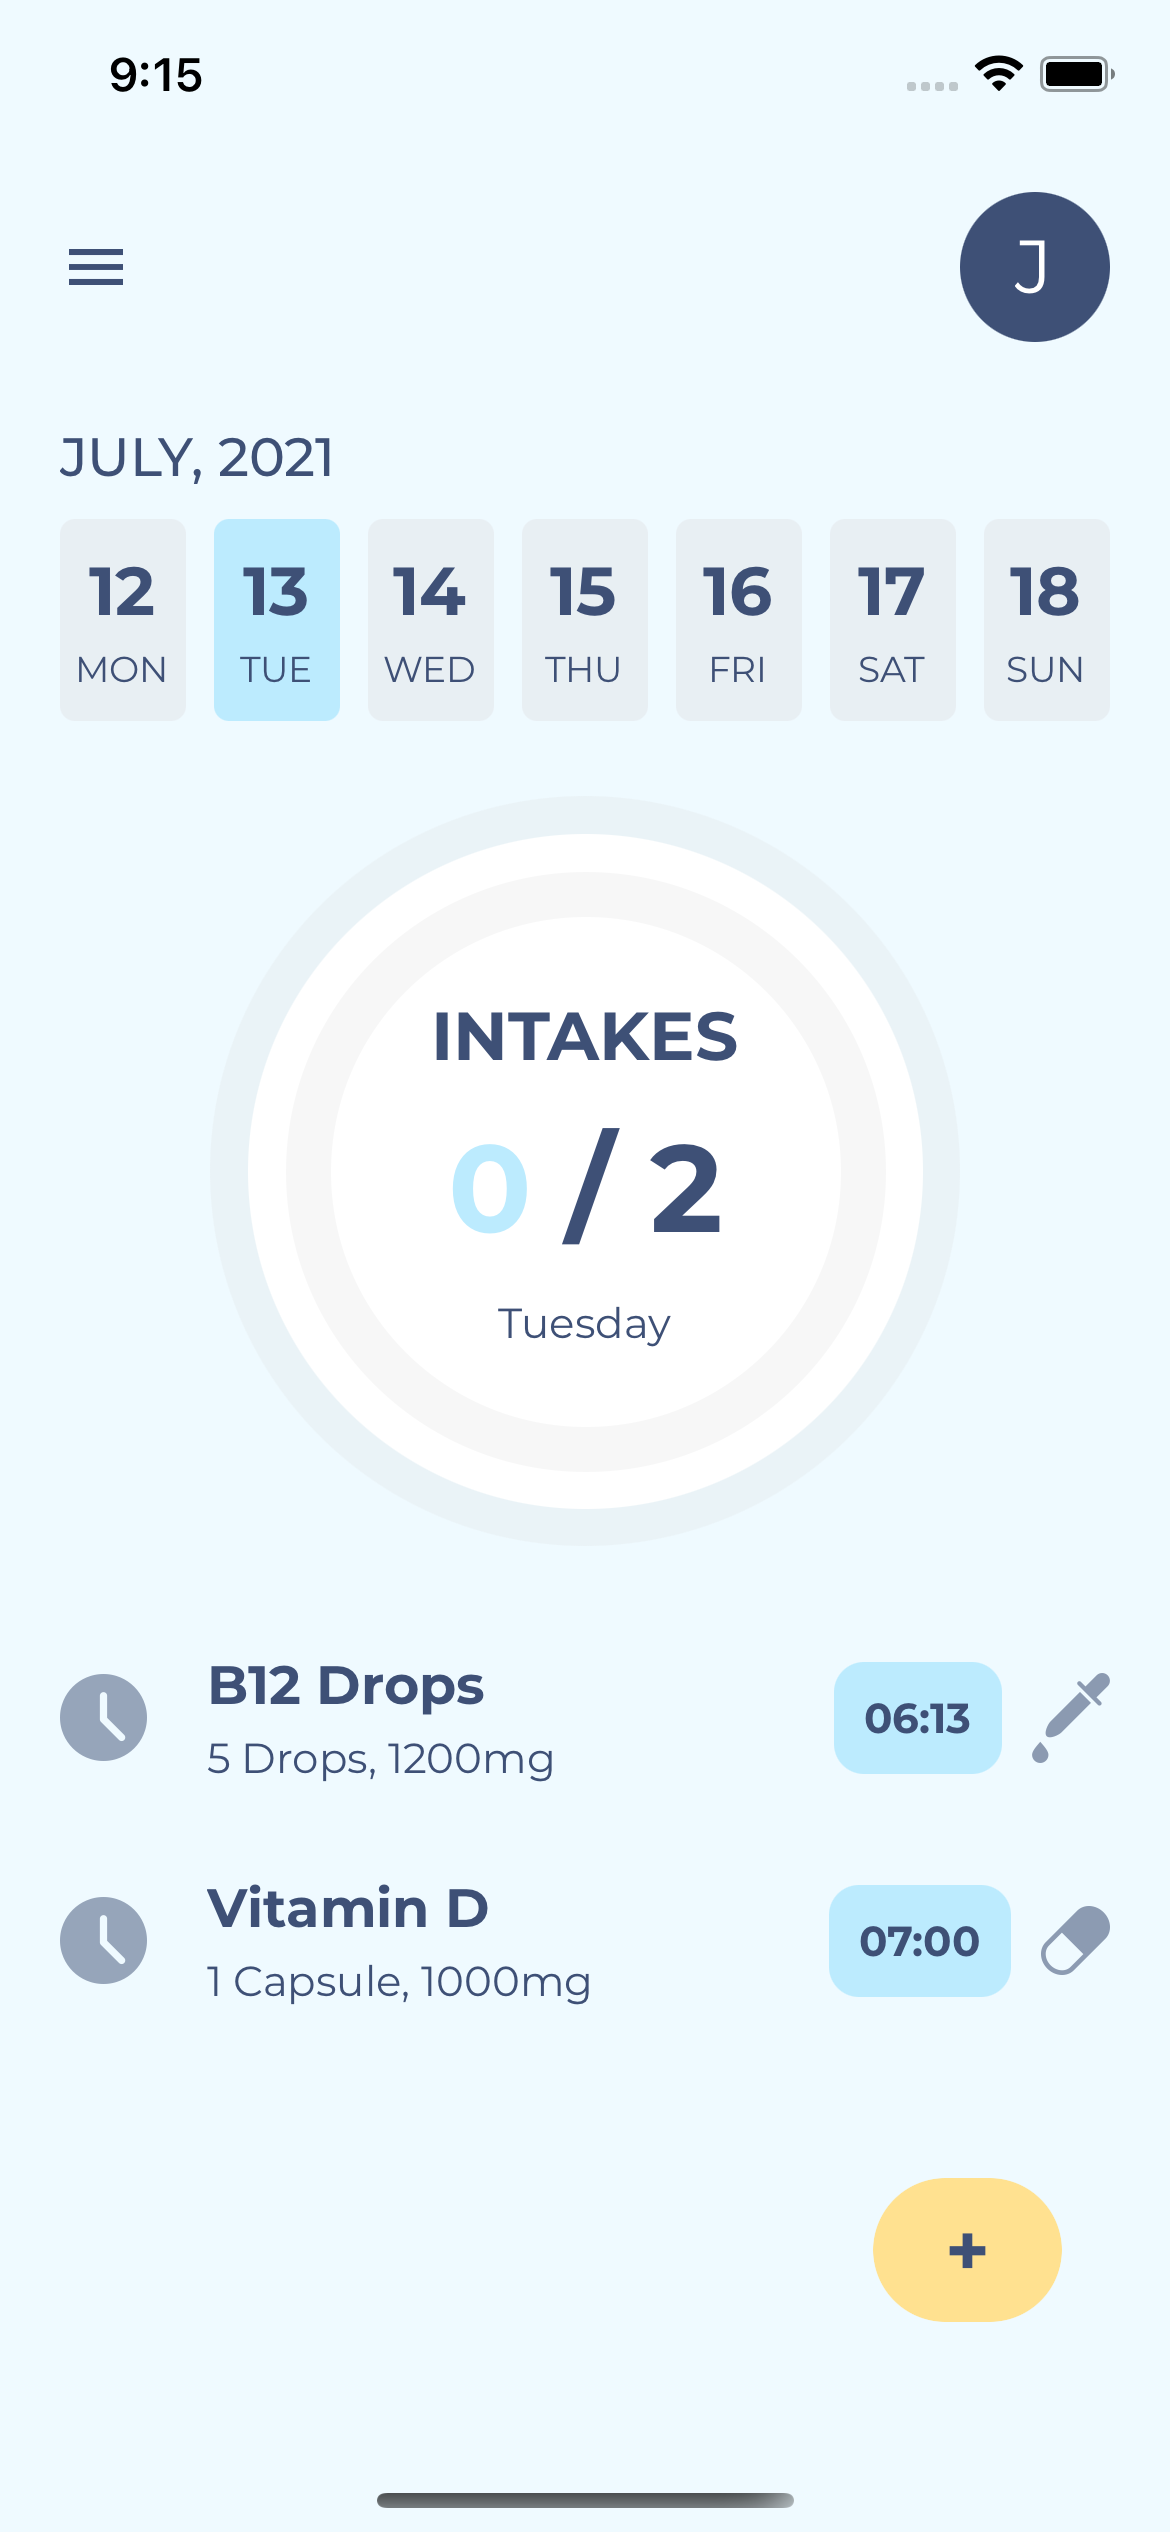 9:15
J
JULY, 2021
12 13 14 15 16 17 18
MON TUE WED THU FRI SAT SUN
INTAKES
0 / 2
Tuesday
B12 Drops
5 Drops, 1200mg
06:13
Vitamin D
1 Capsule, 1000mg
07:00
+